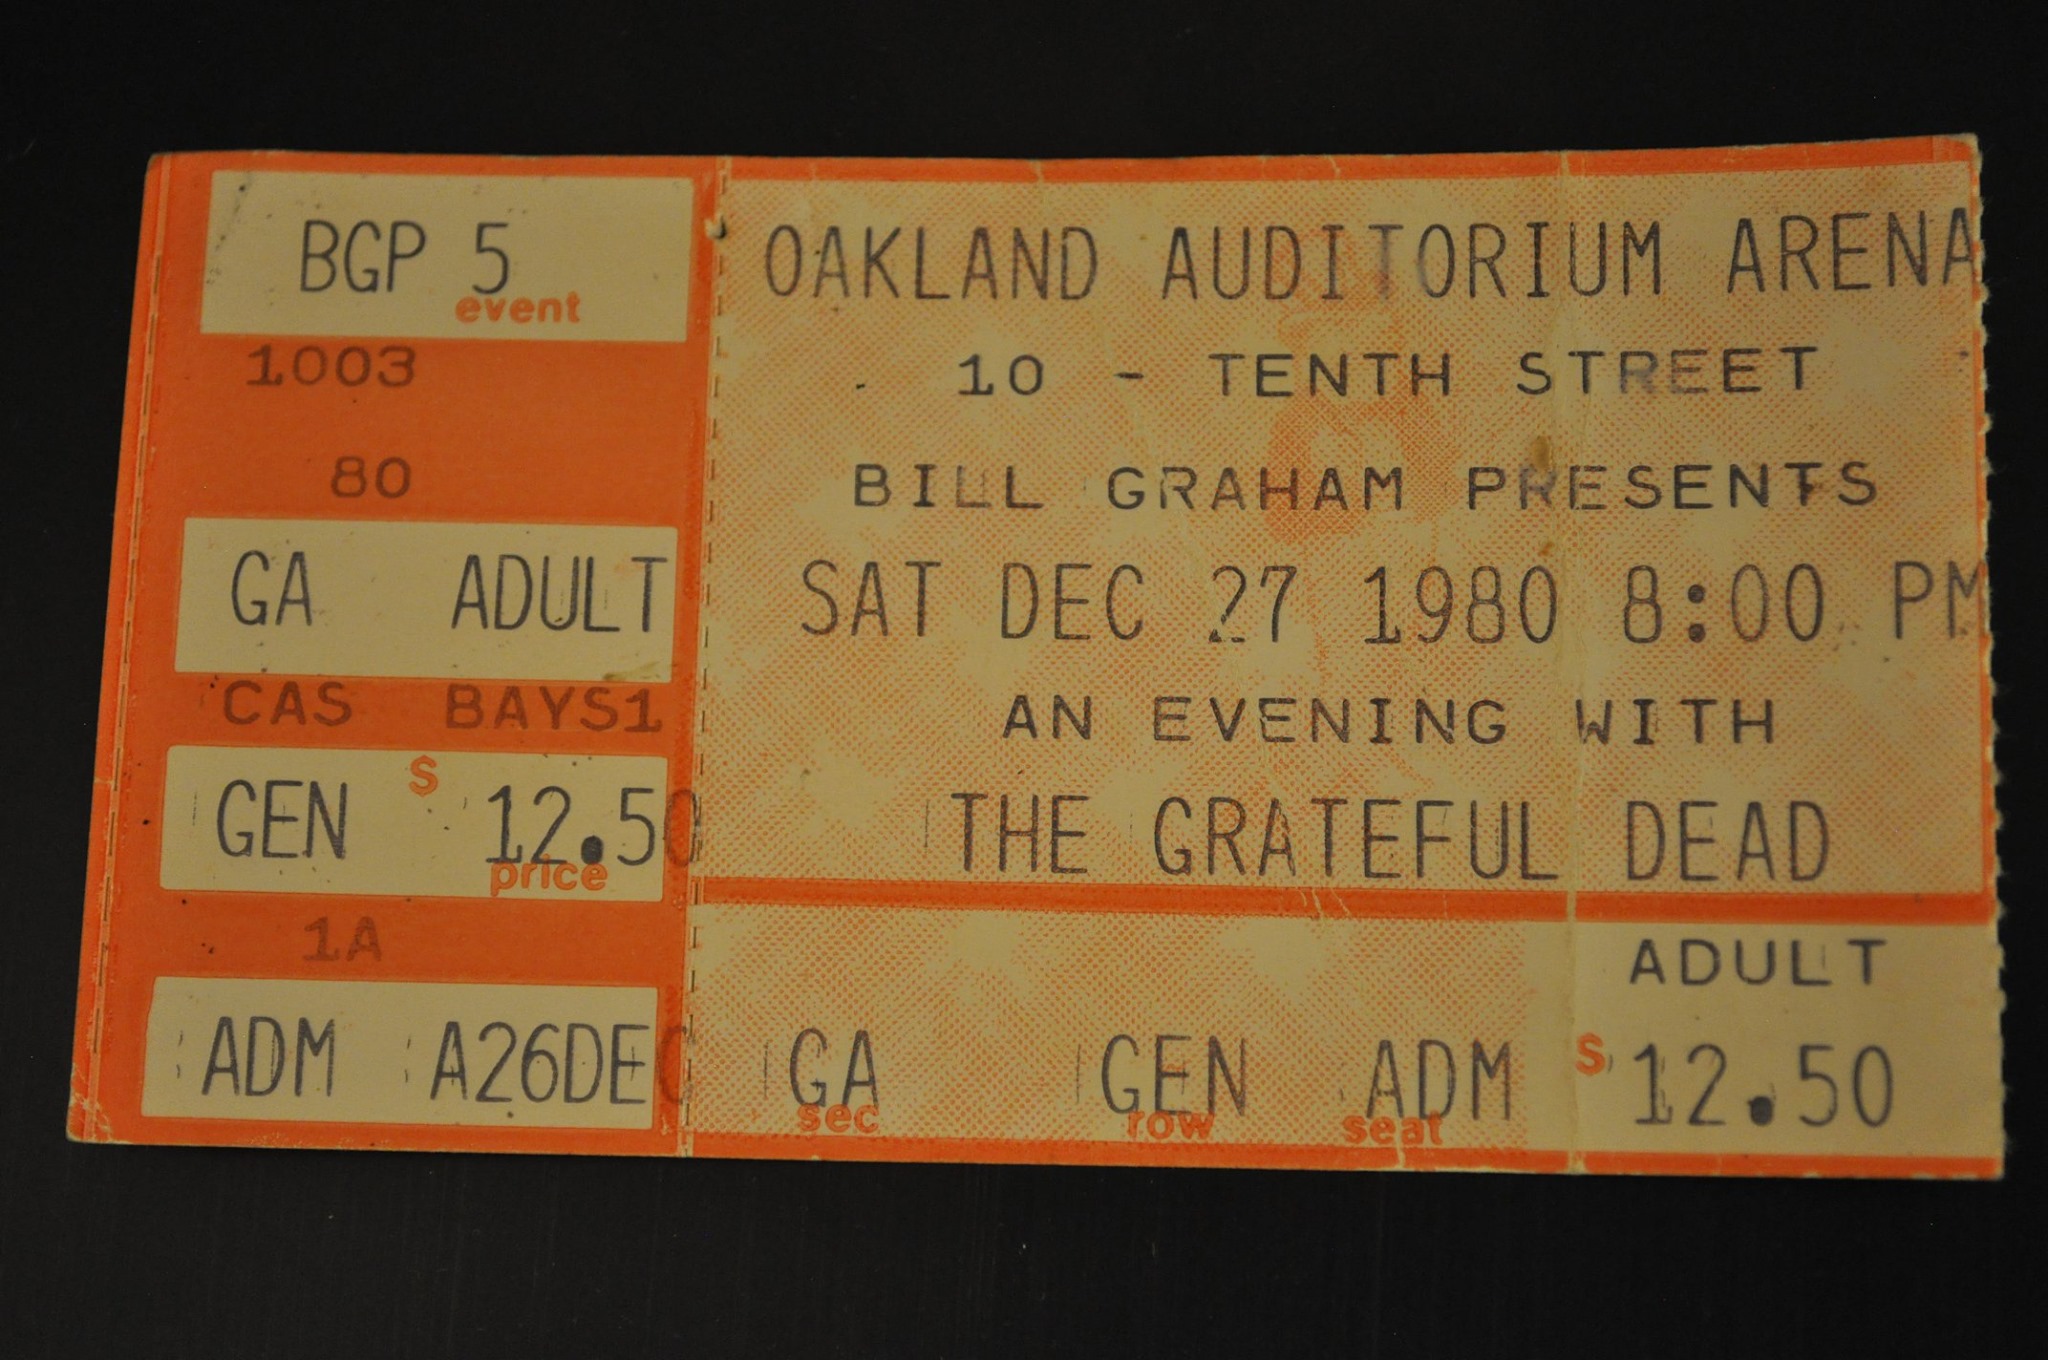 BGP 5
event
1003
80
GA ADULT
CAS BAYS1
GEN $ 12.50
price
1A
ADM A26DEC
OAKLAND AUDITORIUM ARENA
10 - TENTH STREET
BILL GRAHAM PRESENTS
SAT DEC 27 1980 8:00 PM
AN EVENING WITH
THE GRATEFUL DEAD
ADULT
GA GEN ADM $ 12.50
sec row seat